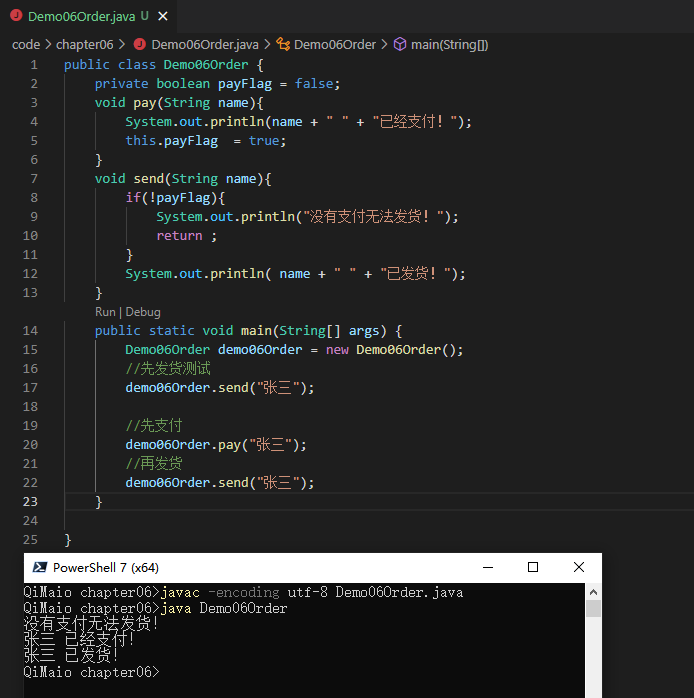 Demo06Order.java U
code > chapter06 > Demo06Order.java > Demo06Order > main(String[])
1 public class Demo06Order {
2 private boolean payFlag = false;
3 void pay(String name){
4 System.out.println(name + " " + "已经支付！");
5 this.payFlag  = true;
6 }
7 void send(String name){
8 if(!payFlag){
9 System.out.println("没有支付无法发货！");
10 return ;
11 }
12 System.out.println( name + " " + "已发货！");
13 }
Run | Debug
14 public static void main(String[] args) {
15 Demo06Order demo06Order = new Demo06Order();
16 //先发货测试
17 demo06Order.send("张三");
18
19 //先支付
20 demo06Order.pay("张三");
21 //再发货
22 demo06Order.send("张三");
23 }
24
25 }
PowerShell 7 (x64)
QiMaio chapter06>javac -encoding utf-8 Demo06Order.java
QiMaio chapter06>java Demo06Order
没有支付无法发货！
张三 已经支付！
张三 已发货！
QiMaio chapter06>